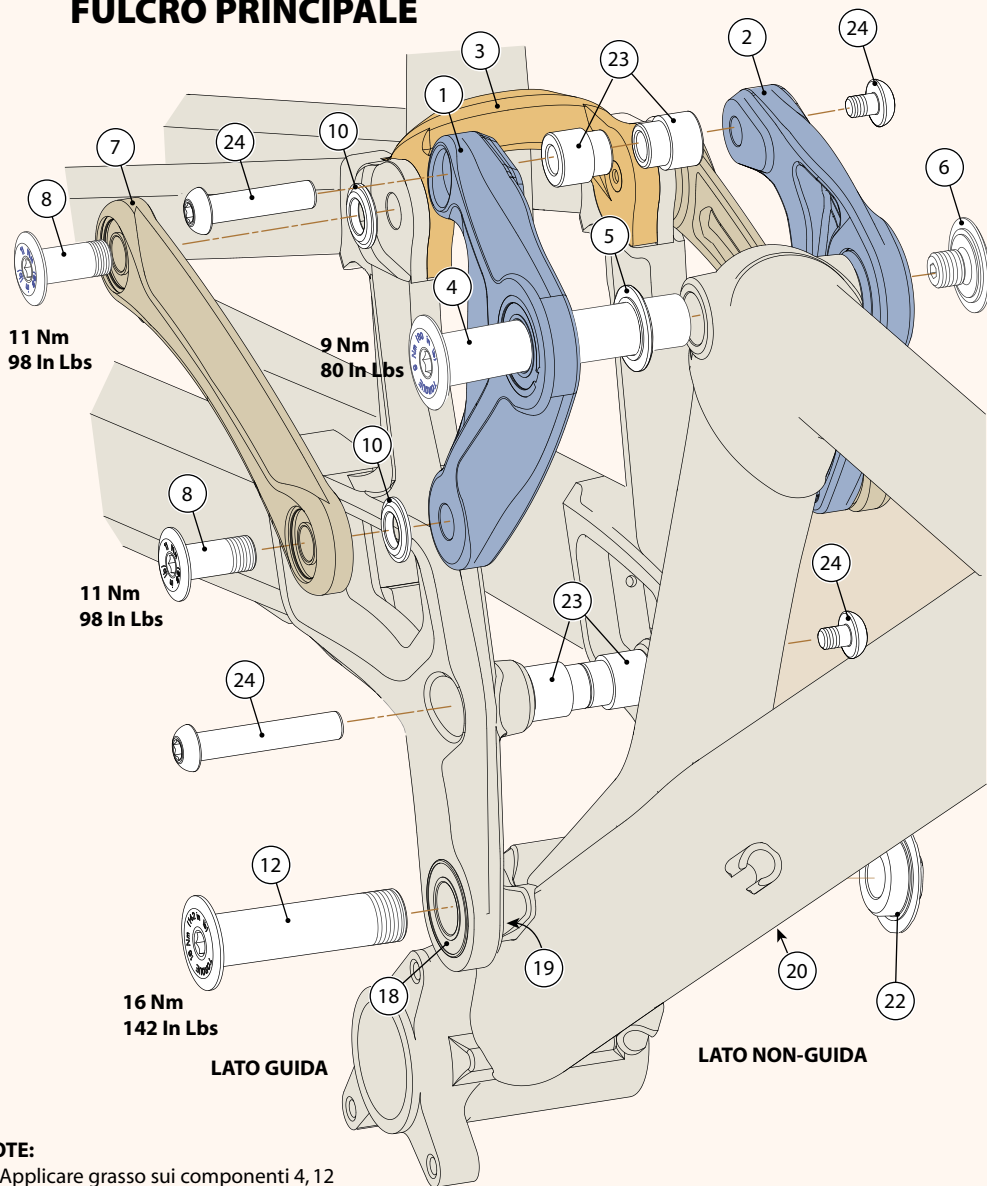 FULCRO PRINCIPALE
2
24
3
23
1
10
24
7
8
6
5
4
11 Nm
98 In Lbs
9 Nm
80 In Lbs
10
8
11 Nm
98 In Lbs
24
23
24
12
19
18
20
22
16 Nm
142 In Lbs
LATO GUIDA
LATO NON-GUIDA
OTE:
Applicare grasso sui componenti 4, 12